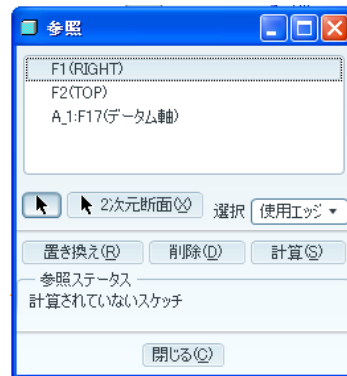 参照
F1(RIGHT)
F2(TOP)
A_1:F17(データム軸)
2次元断面(X) 選択 使用エッジ
置き換え(R) 削除(D) 計算(S)
参照ステータス
計算されていないスケッチ
閉じる(C)